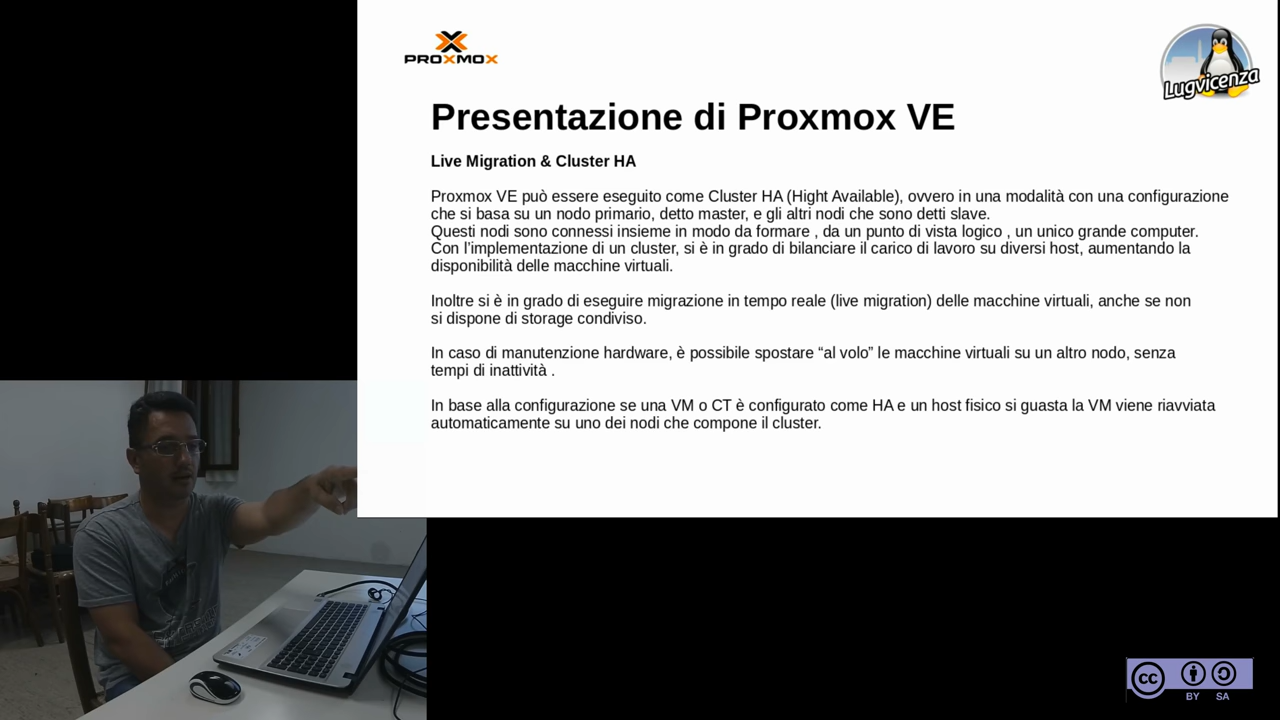 PROXMOX
Lugvicenza
Presentazione di Proxmox VE
Live Migration & Cluster HA
Proxmox VE può essere eseguito come Cluster HA (Hight Available), ovvero in una modalità con una configurazione
che si basa su un nodo primario, detto master, e gli altri nodi che sono detti slave.
Questi nodi sono connessi insieme in modo da formare , da un punto di vista logico , un unico grande computer.
Con l'implementazione di un cluster, si è in grado di bilanciare il carico di lavoro su diversi host, aumentando la
disponibilità delle macchine virtuali.
Inoltre si è in grado di eseguire migrazione in tempo reale (live migration) delle macchine virtuali, anche se non
si dispone di storage condiviso.
In caso di manutenzione hardware, è possibile spostare “al volo” le macchine virtuali su un altro nodo, senza
tempi di inattività .
In base alla configurazione se una VM o CT è configurato come HA e un host fisico si guasta la VM viene riavviata
automaticamente su uno dei nodi che compone il cluster.
cc
BY SA